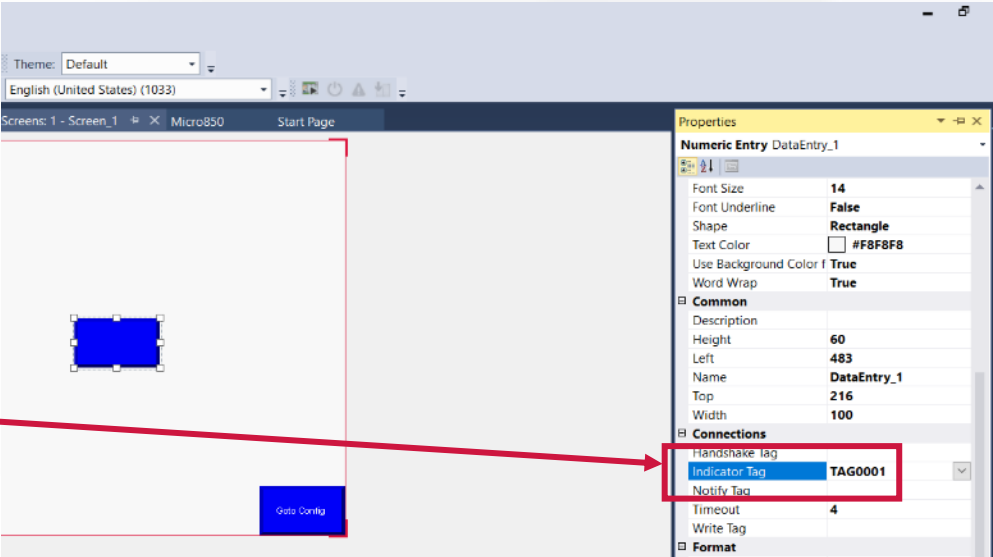 Theme: Default
English (United States) (1033)
Screens: 1 - Screen_1 Micro850 Start Page
Goto Config
Properties
Numeric Entry DataEntry_1
Font Size 14
Font Underline False
Shape Rectangle
Text Color #F8F8F8
Use Background Color f True
Word Wrap True
Common
Description
Height 60
Left 483
Name DataEntry_1
Top 216
Width 100
Connections
Handshake Tag
Indicator Tag TAG0001
Notify Tag
Timeout 4
Write Tag
Format